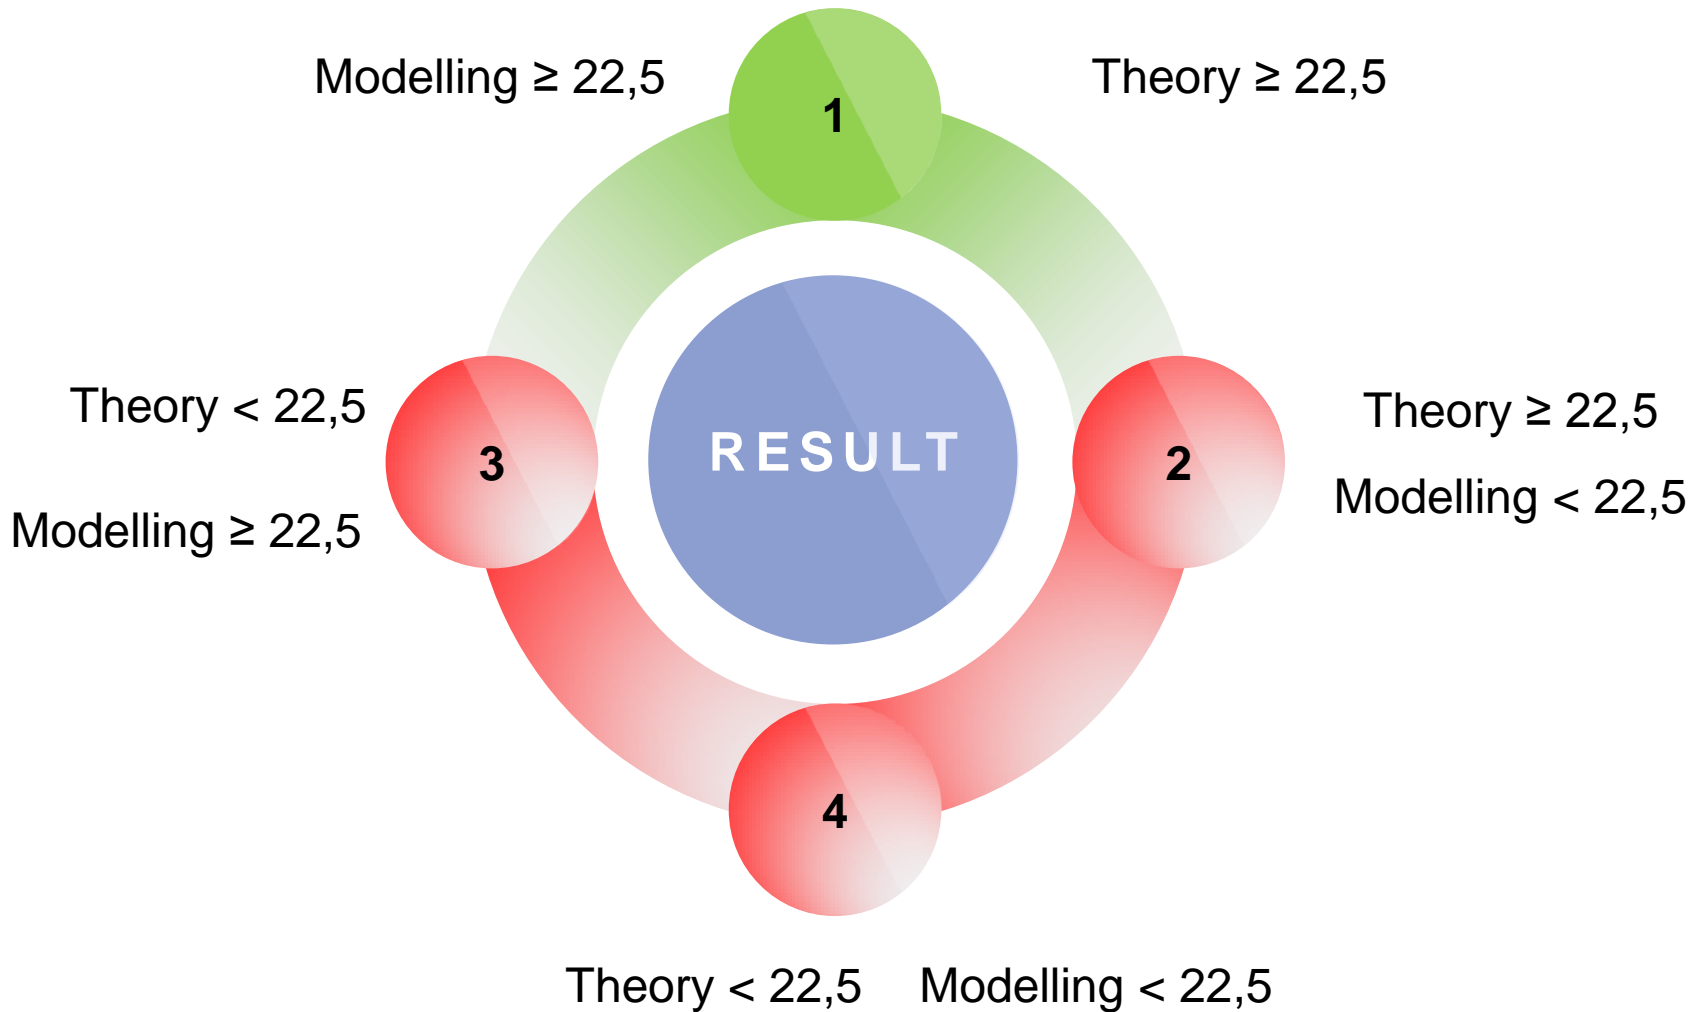 Modelling ≥ 22,5
1
Theory ≥ 22,5
Theory < 22,5
Modelling ≥ 22,5
3
RESULT
2
Theory ≥ 22,5
Modelling < 22,5
4
Theory < 22,5
Modelling < 22,5